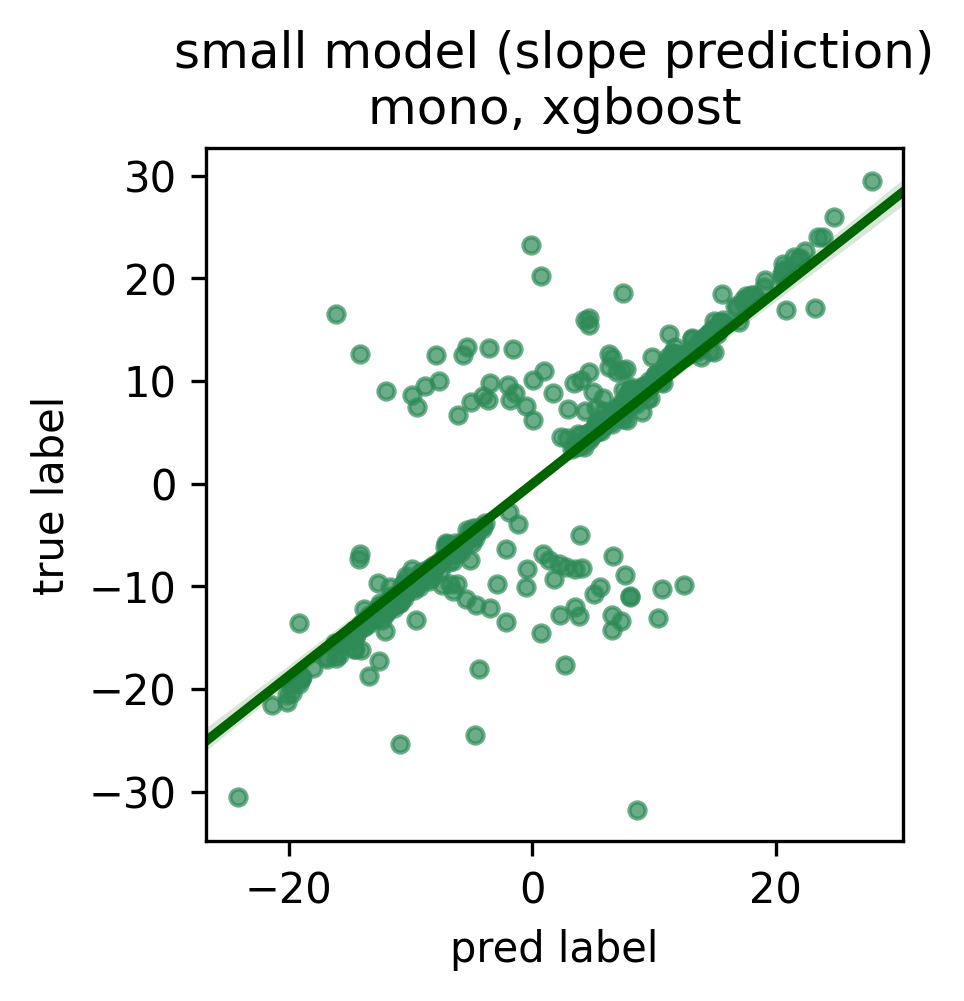 small model (slope prediction)
mono, xgboost
30
20
10
0
−10
−20
−30
true label
−20
0
20
pred label